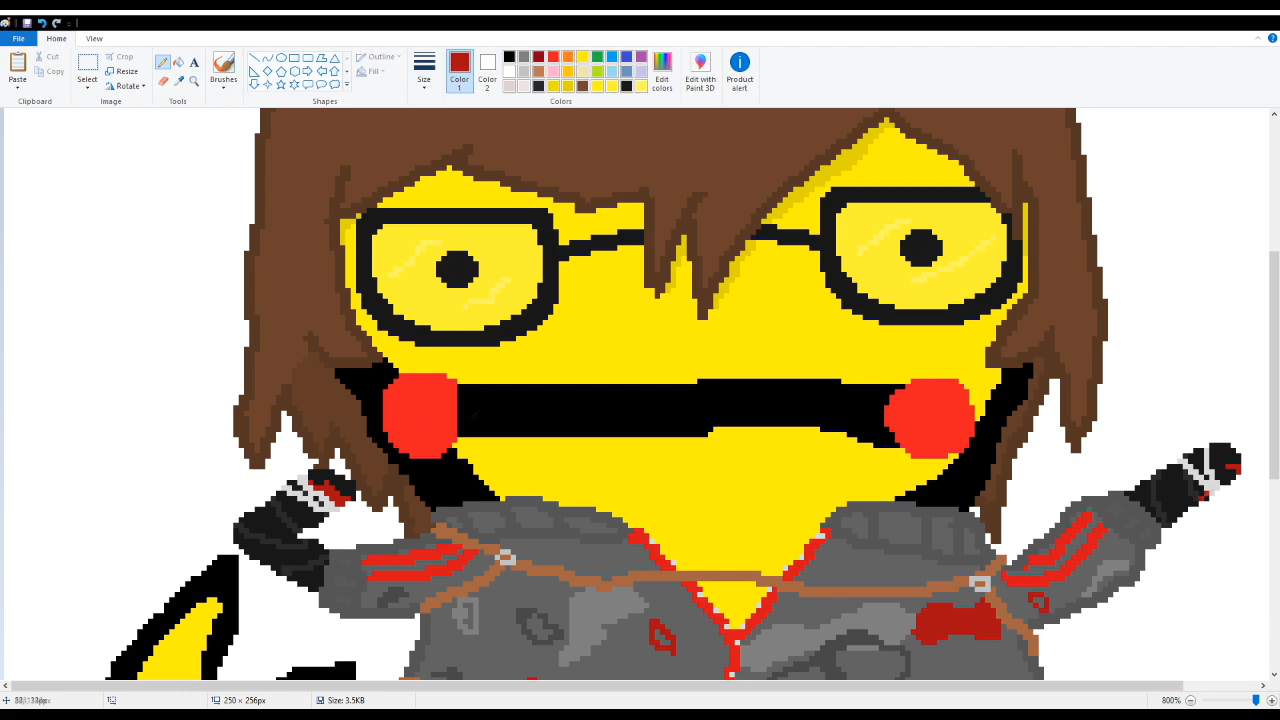 File
Home
View
Paste
Cut
Copy
Clipboard
Select
Crop
Resize
Rotate
Image
A
Tools
Brushes
Outline
Fill
Shapes
Size
Color 1
Color 2
Edit colors
Colors
Edit with Paint 3D
Product alert
250 × 256px
Size: 3.5KB
800%